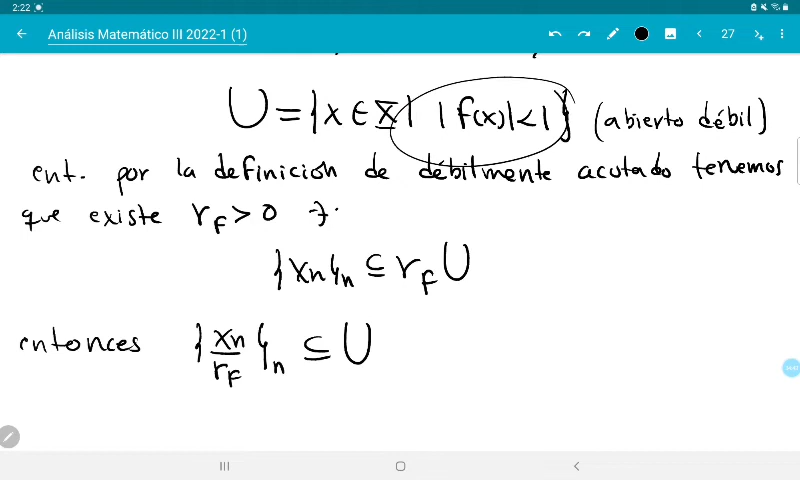 2:22
Análisis Matemático III 2022-1 (1)
27
U = {x ∈ X | |f(x)| < 1} (abierto débil)
ent. por la definición de débilmente acotado tenemos
que existe r_f > 0 ∋.
{x_n}_n ⊆ r_f U
entonces {x_n/r_f}_n ⊆ U